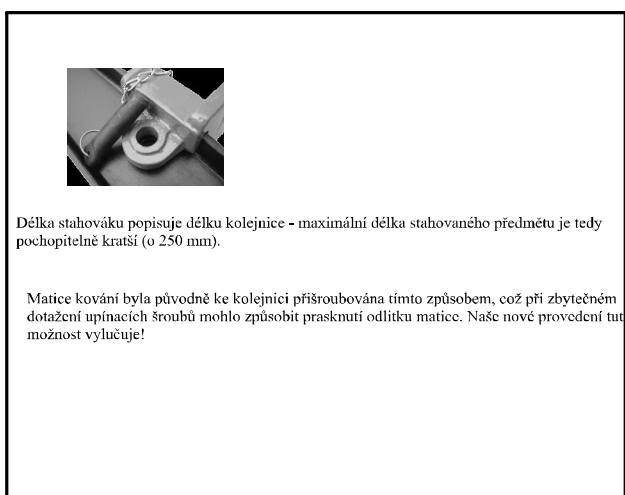 Délka stahováku popisuje délku kolejnice - maximální délka stahovaného předmětu je tedy
pochopitelně kratší (o 250 mm).
Matice kování byla původně ke kolejnici přišroubována tímto způsobem, což při zbytečném
dotažení upínacích šroubů mohlo způsobit prasknutí odlitku matice. Naše nové provedení tut
možnost vylučuje!